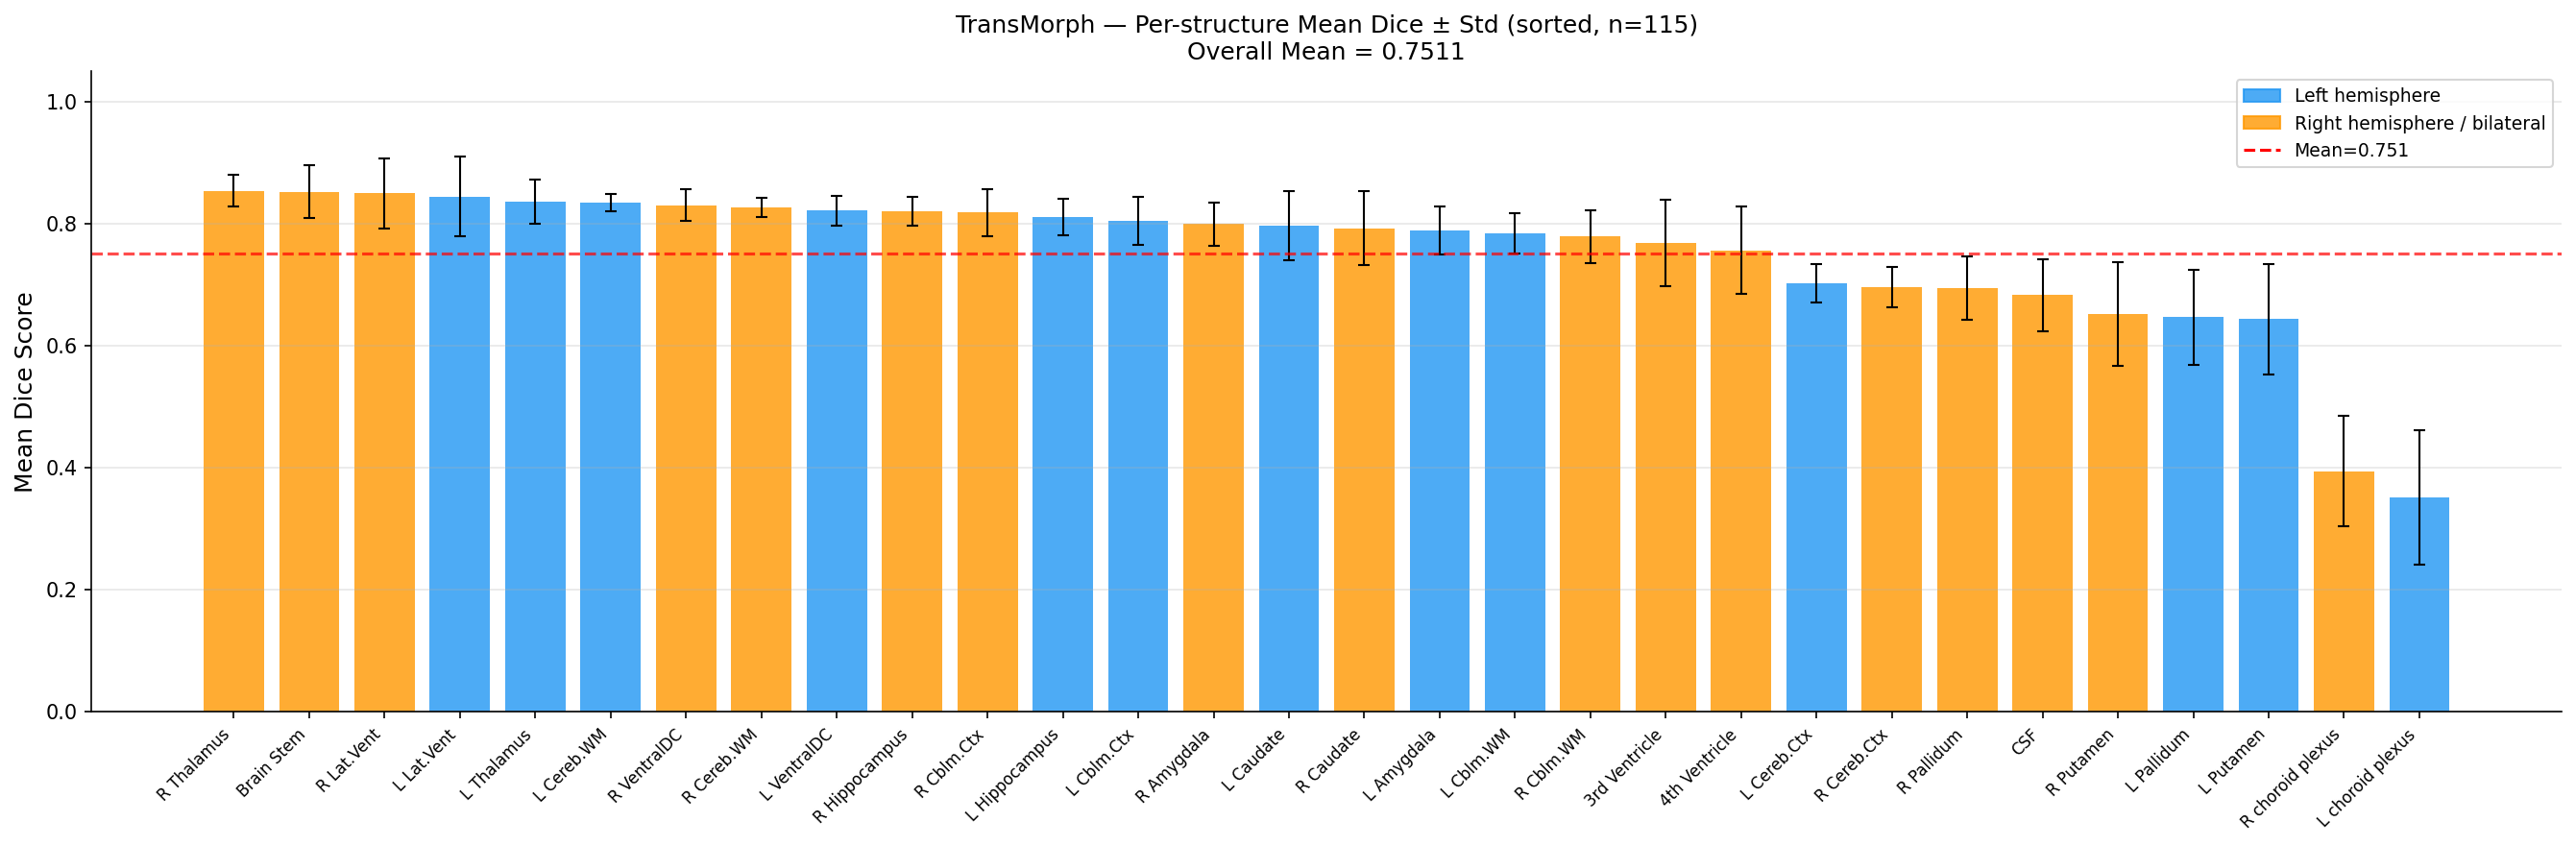 TransMorph — Per-structure Mean Dice ± Std (sorted, n=115)
Overall Mean = 0.7511
Left hemisphere
Right hemisphere / bilateral
Mean=0.751
Mean Dice Score
1.0
0.8
0.6
0.4
0.2
0.0
R Thalamus
Brain Stem
R Lat.Vent
L Lat.Vent
L Thalamus
L Cereb.WM
R VentralDC
R Cereb.WM
L VentralDC
R Hippocampus
R Cblm.Ctx
L Hippocampus
L Cblm.Ctx
R Amygdala
L Caudate
R Caudate
L Amygdala
L Cblm.WM
R Cblm.WM
3rd Ventricle
4th Ventricle
L Cereb.Ctx
R Cereb.Ctx
R Pallidum
CSF
R Putamen
L Pallidum
L Putamen
R choroid plexus
L choroid plexus